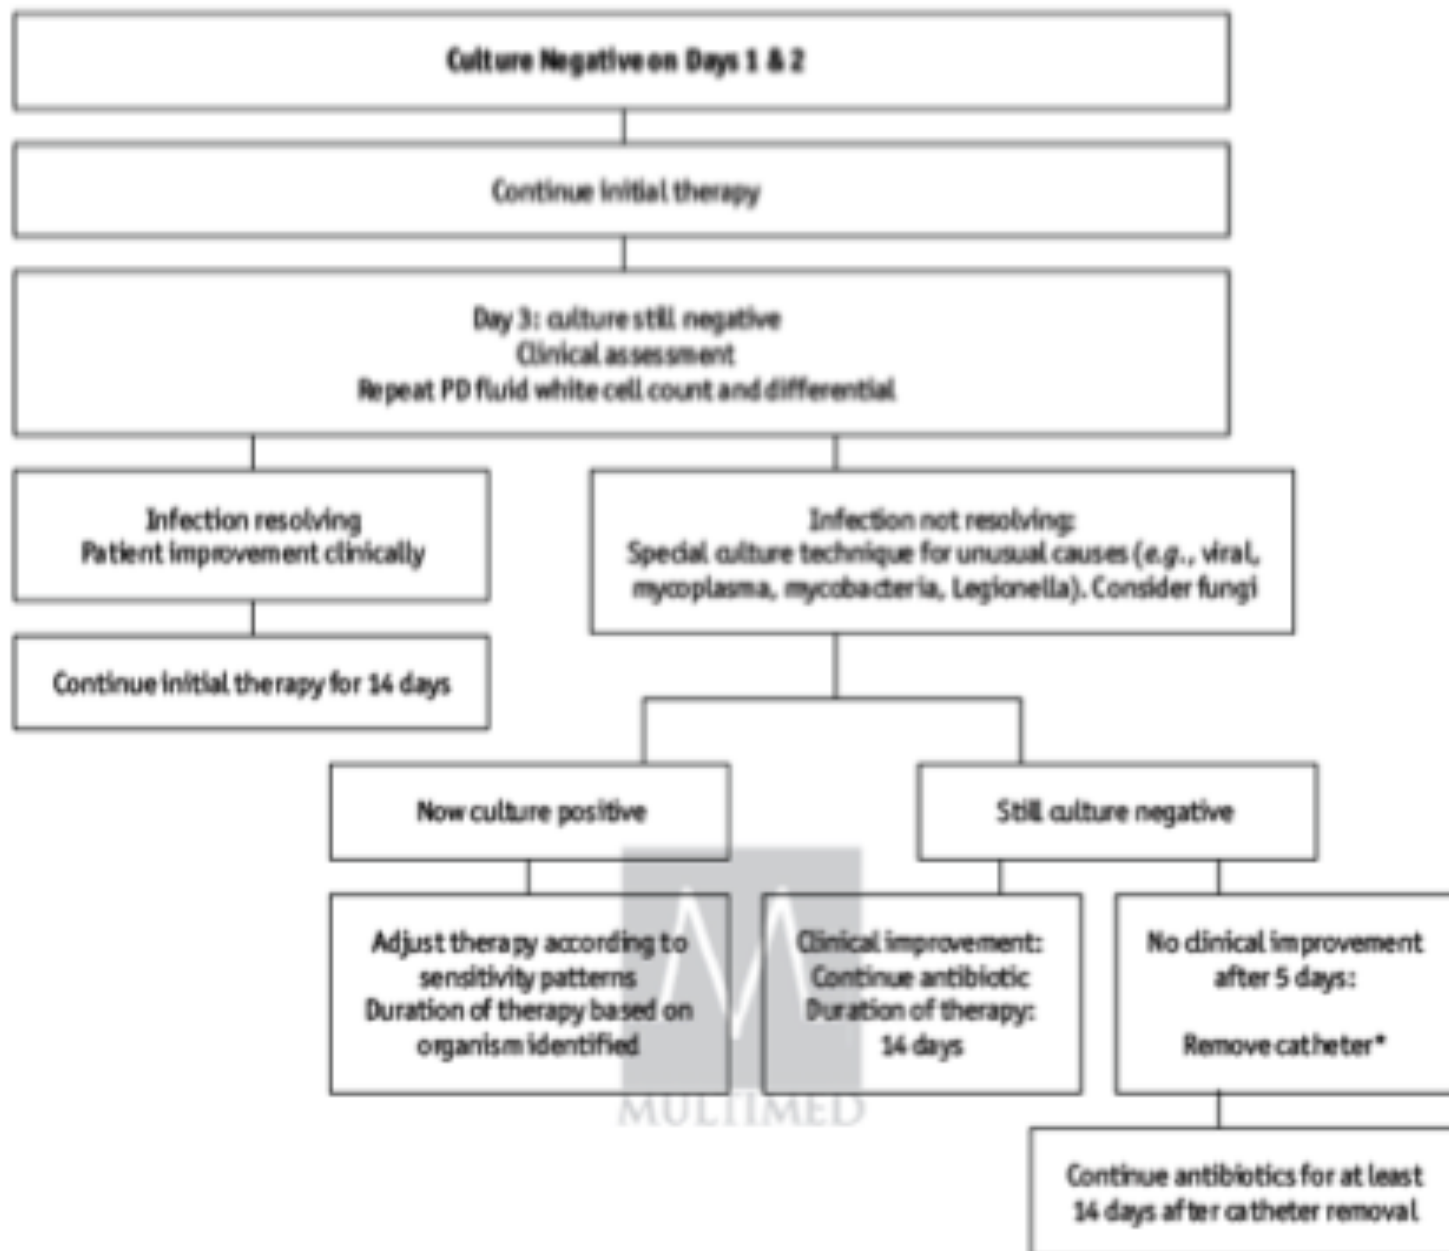 Culture Negative on Days 1 & 2
Continue initial therapy
Day 3: culture still negative
Clinical assessment
Repeat PD fluid white cell count and differential
Infection resolving
Patient improvement clinically
Continue initial therapy for 14 days
Infection not resolving:
Special culture technique for unusual causes (e.g., viral,
mycoplasma, mycobacteria, Legionella). Consider fungi
Now culture positive
Adjust therapy according to
sensitivity patterns
Duration of therapy based on
organism identified
Still culture negative
Clinical improvement:
Continue antibiotic
Duration of therapy:
14 days
No clinical improvement
after 5 days:
Remove catheter*
Continue antibiotics for at least
14 days after catheter removal
M
MULTIMED